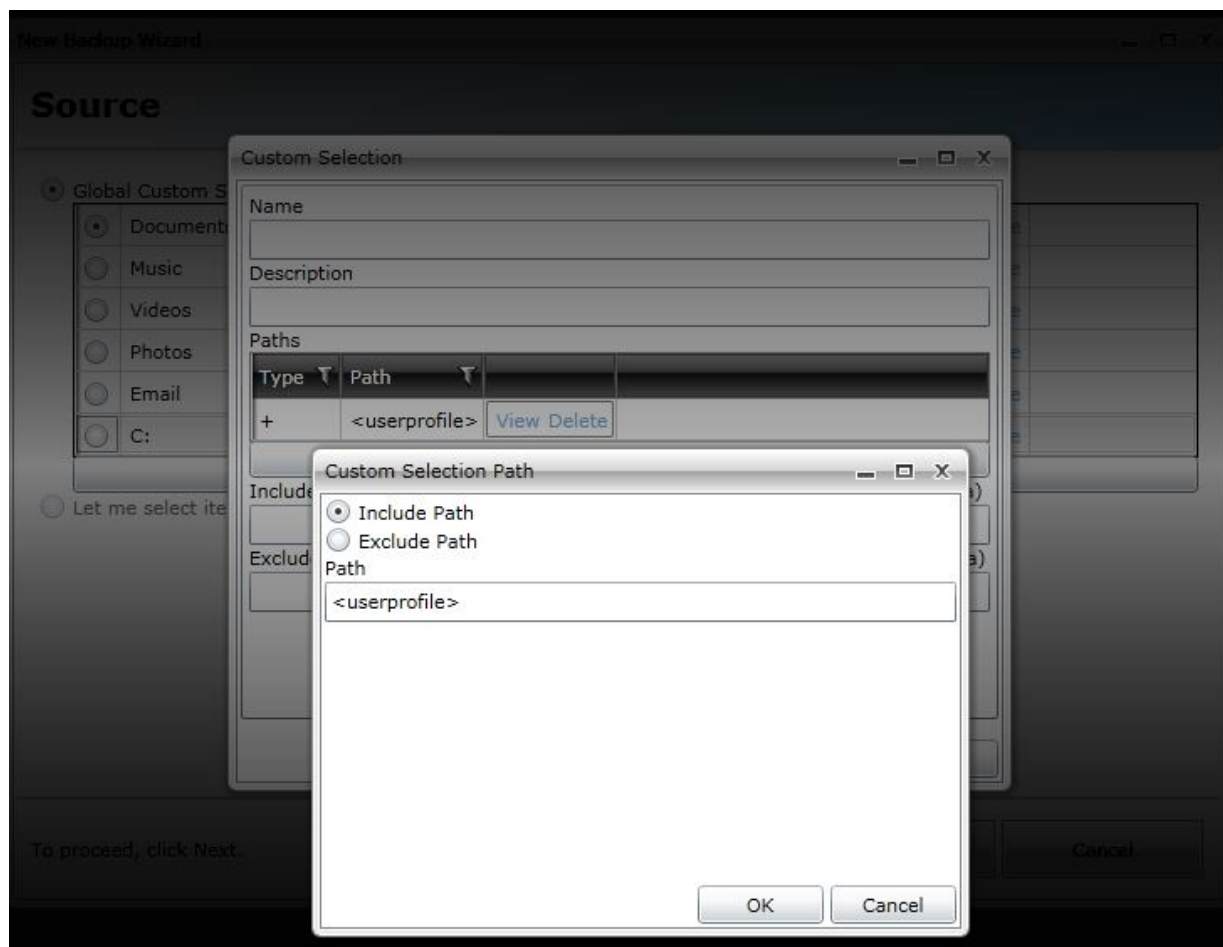 New Backup Wizard
Source
Custom Selection
Global Custom S
Name
Documents
Music
Description
Videos
Paths
Photos
Type Path
Email
+ <userprofile> View Delete
C:
Custom Selection Path
Include
Let me select ite
Include Path
Exclude Path
Exclud
Path
<userprofile>
To proceed, click Next.
Cancel
OK Cancel